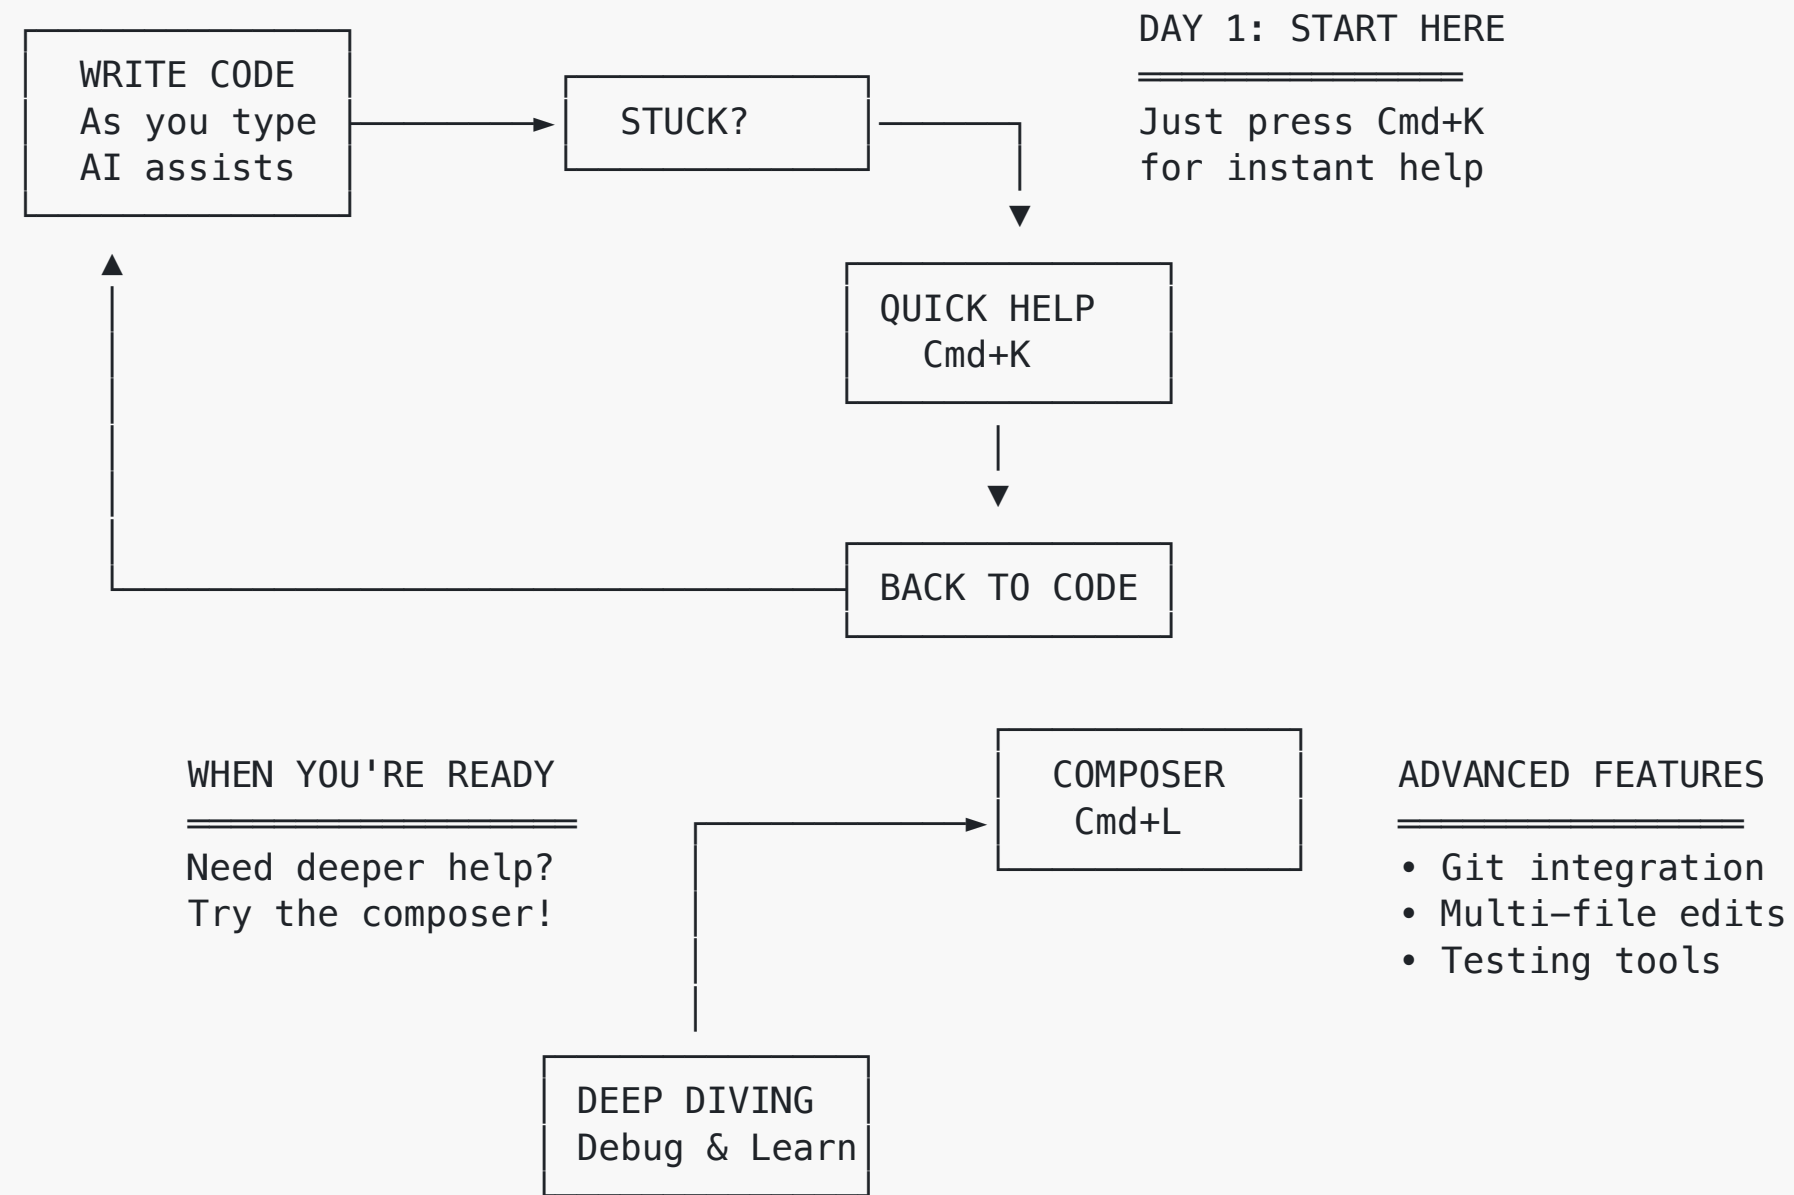 WRITE CODE
As you type
AI assists
STUCK?
DAY 1: START HERE
Just press Cmd+K
for instant help
QUICK HELP
Cmd+K
BACK TO CODE
WHEN YOU'RE READY
Need deeper help?
Try the composer!
COMPOSER
Cmd+L
ADVANCED FEATURES
• Git integration
• Multi-file edits
• Testing tools
DEEP DIVING
Debug & Learn